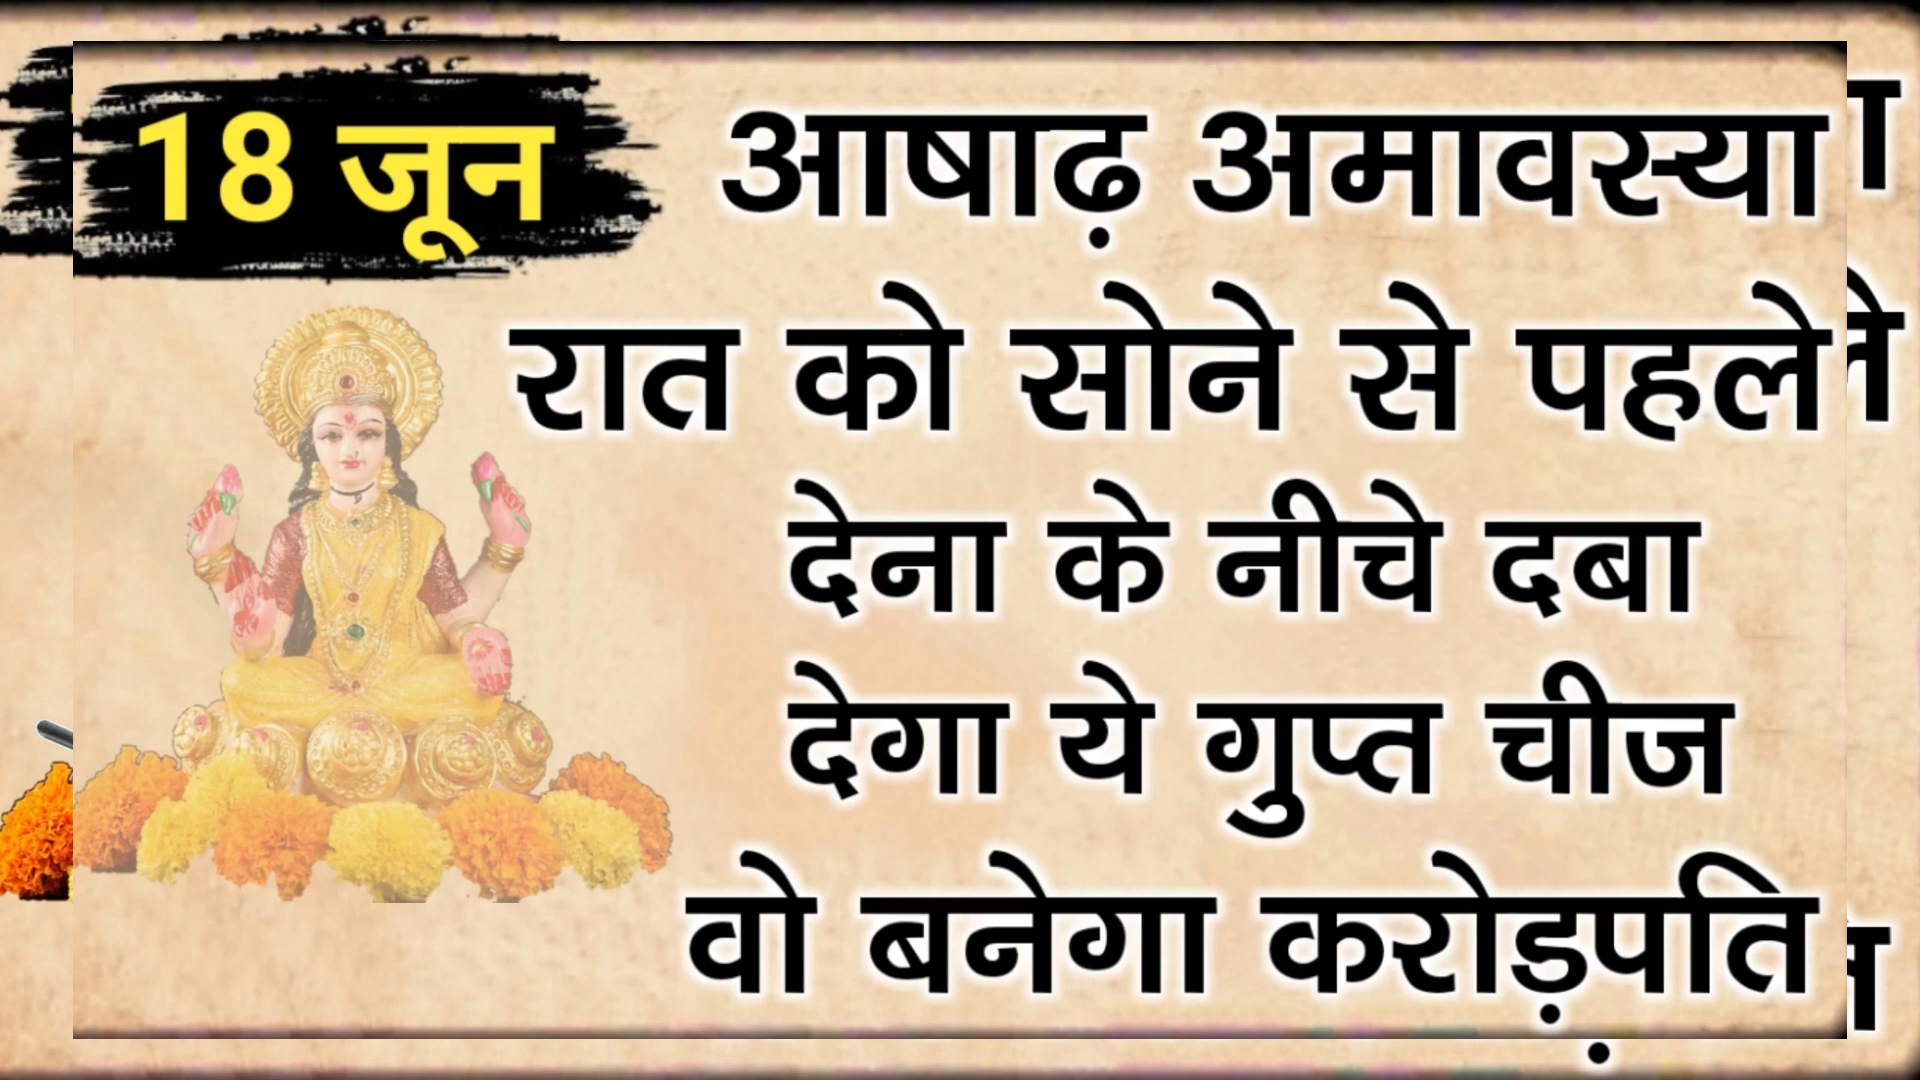 18 जून आषाढ़ अमावस्या
रात को सोने से पहले
देना के नीचे दबा
देगा ये गुप्त चीज
वो बनेगा करोड़पति